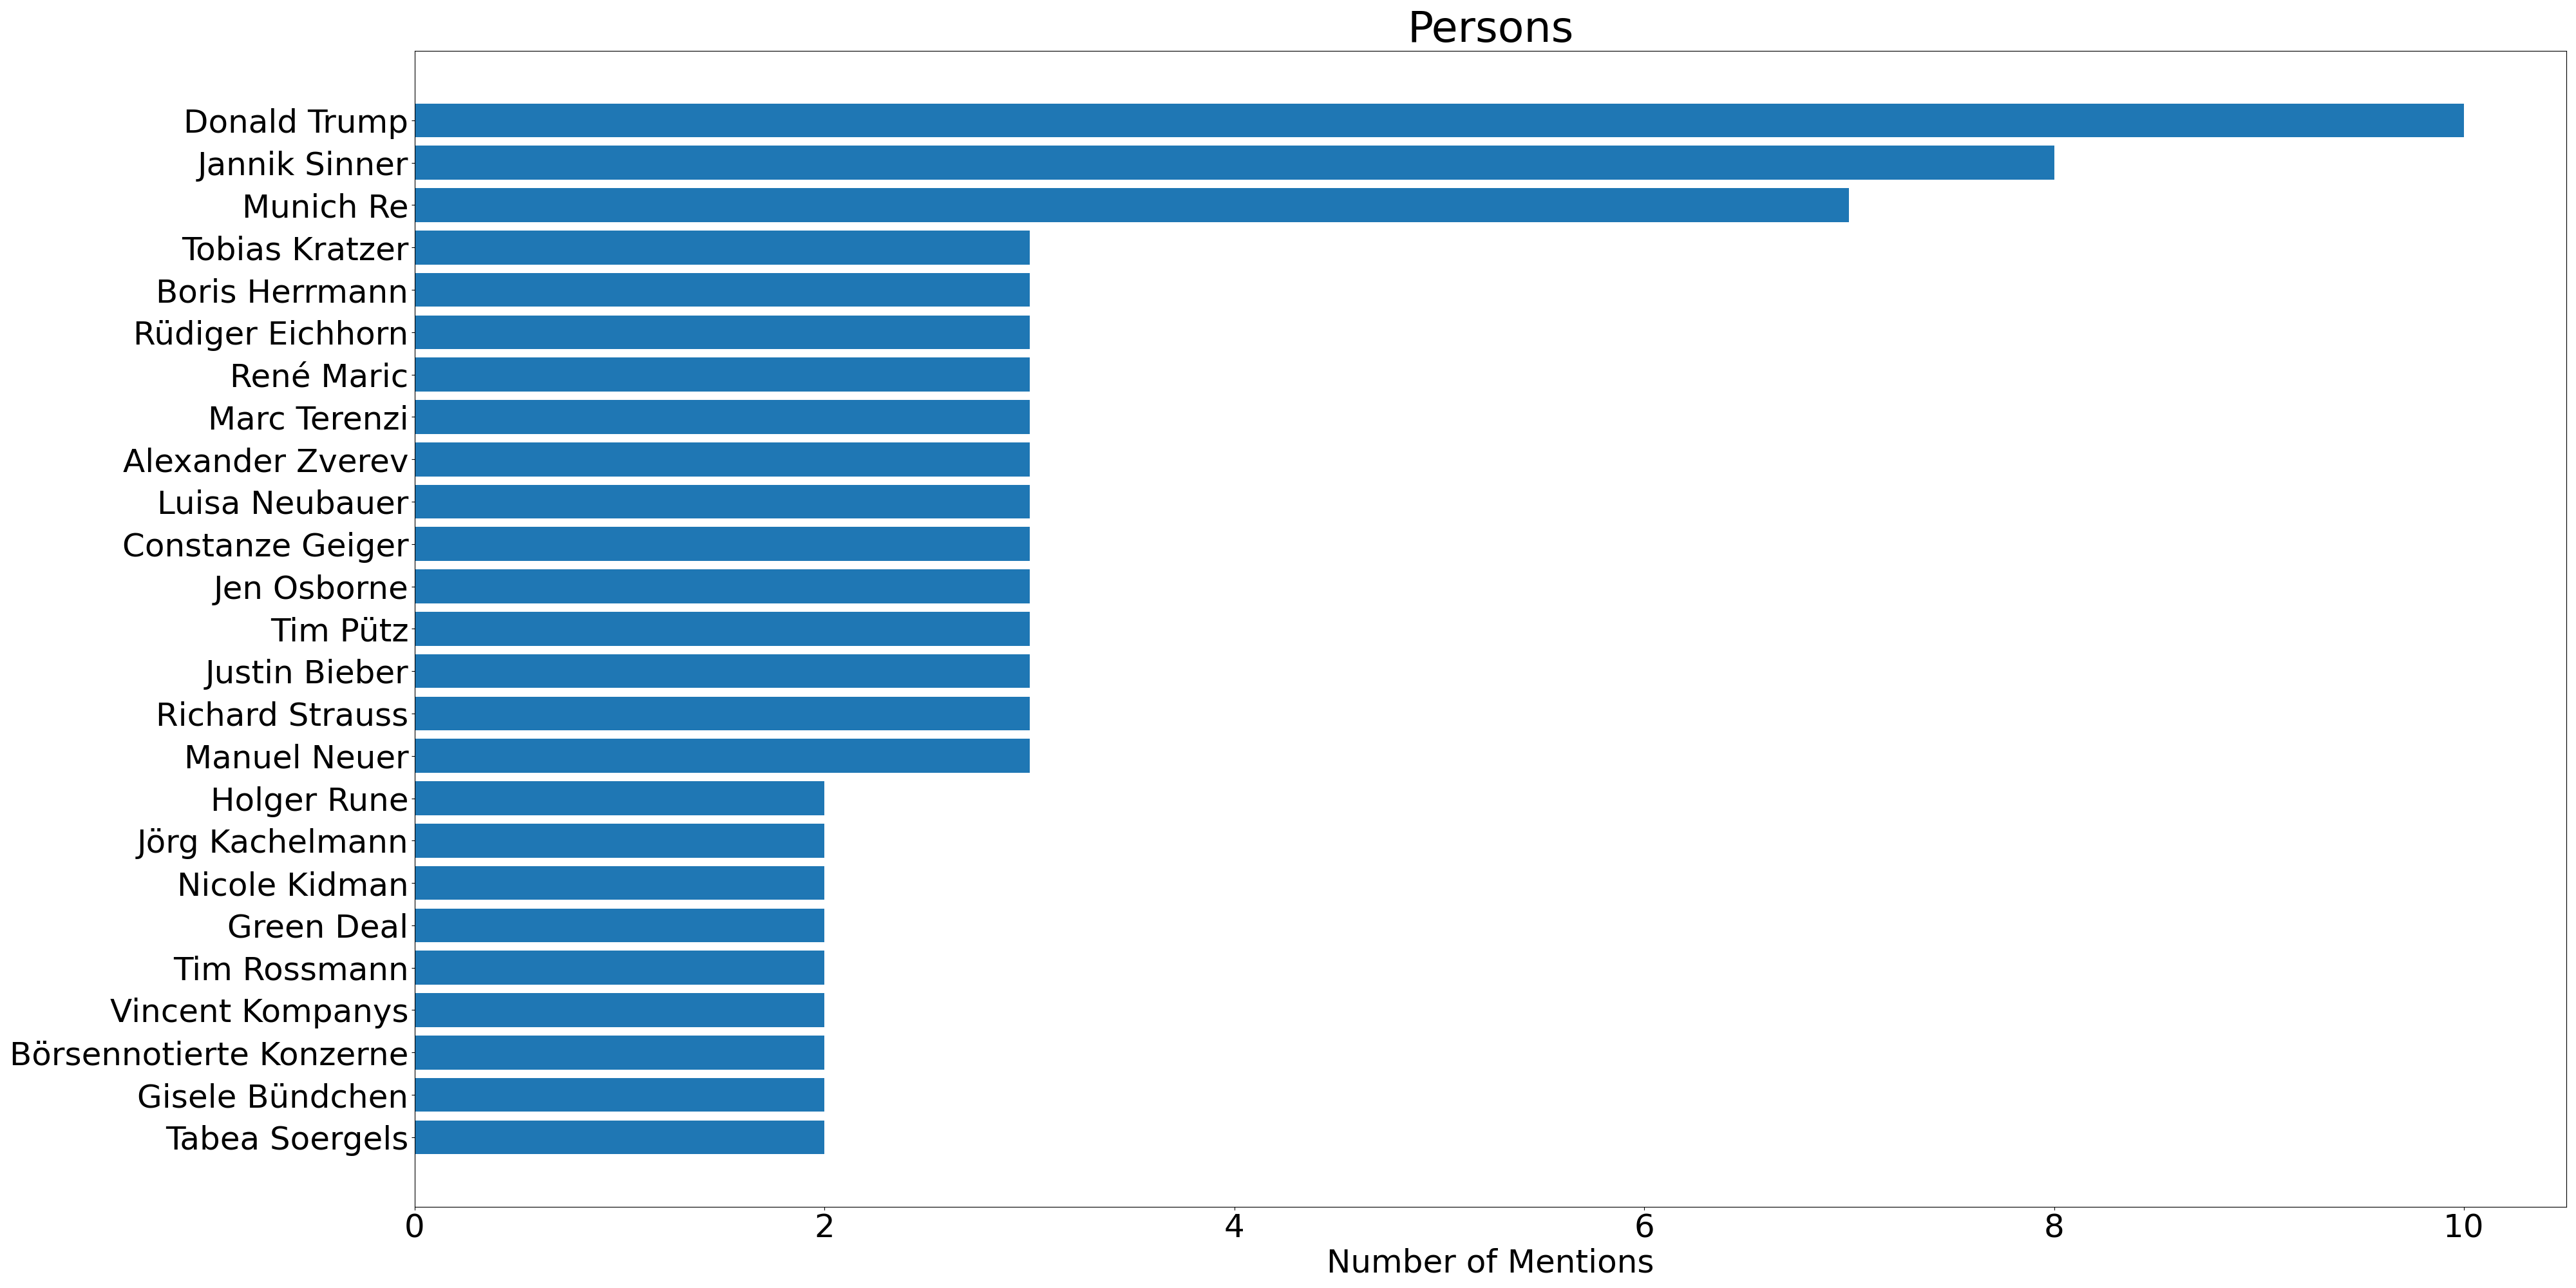 Persons
Donald Trump
Jannik Sinner
Munich Re
Tobias Kratzer
Boris Herrmann
Rüdiger Eichhorn
René Maric
Marc Terenzi
Alexander Zverev
Luisa Neubauer
Constanze Geiger
Jen Osborne
Tim Pütz
Justin Bieber
Richard Strauss
Manuel Neuer
Holger Rune
Jörg Kachelmann
Nicole Kidman
Green Deal
Tim Rossmann
Vincent Kompanys
Börsennotierte Konzerne
Gisele Bündchen
Tabea Soergels
0 2 4 6 8 10
Number of Mentions